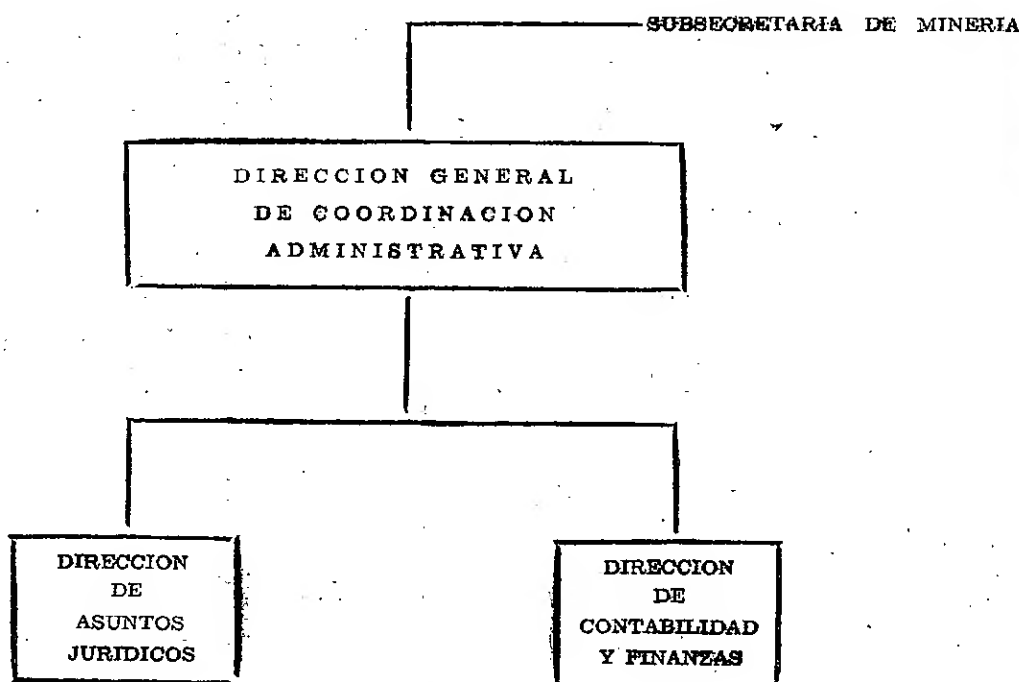 SUBSECRETARIA DE MINERIA
DIRECCION GENERAL
DE COORDINACION
ADMINISTRATIVA
DIRECCION
DE
ASUNTOS
JURIDICOS
DIRECCION
DE
CONTABILIDAD
Y FINANZAS